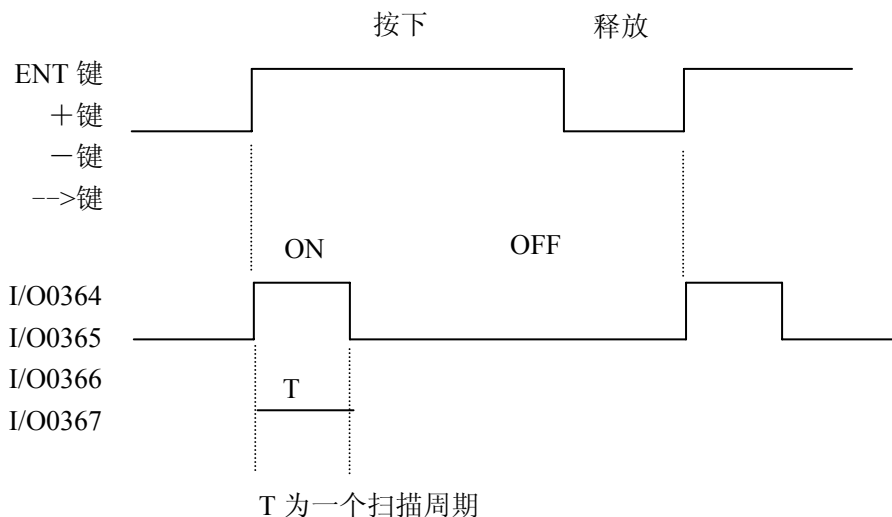 按下 释放
ENT 键
＋键
－键
-->键
ON OFF
I/O0364
I/O0365
I/O0366
T
I/O0367
T 为一个扫描周期